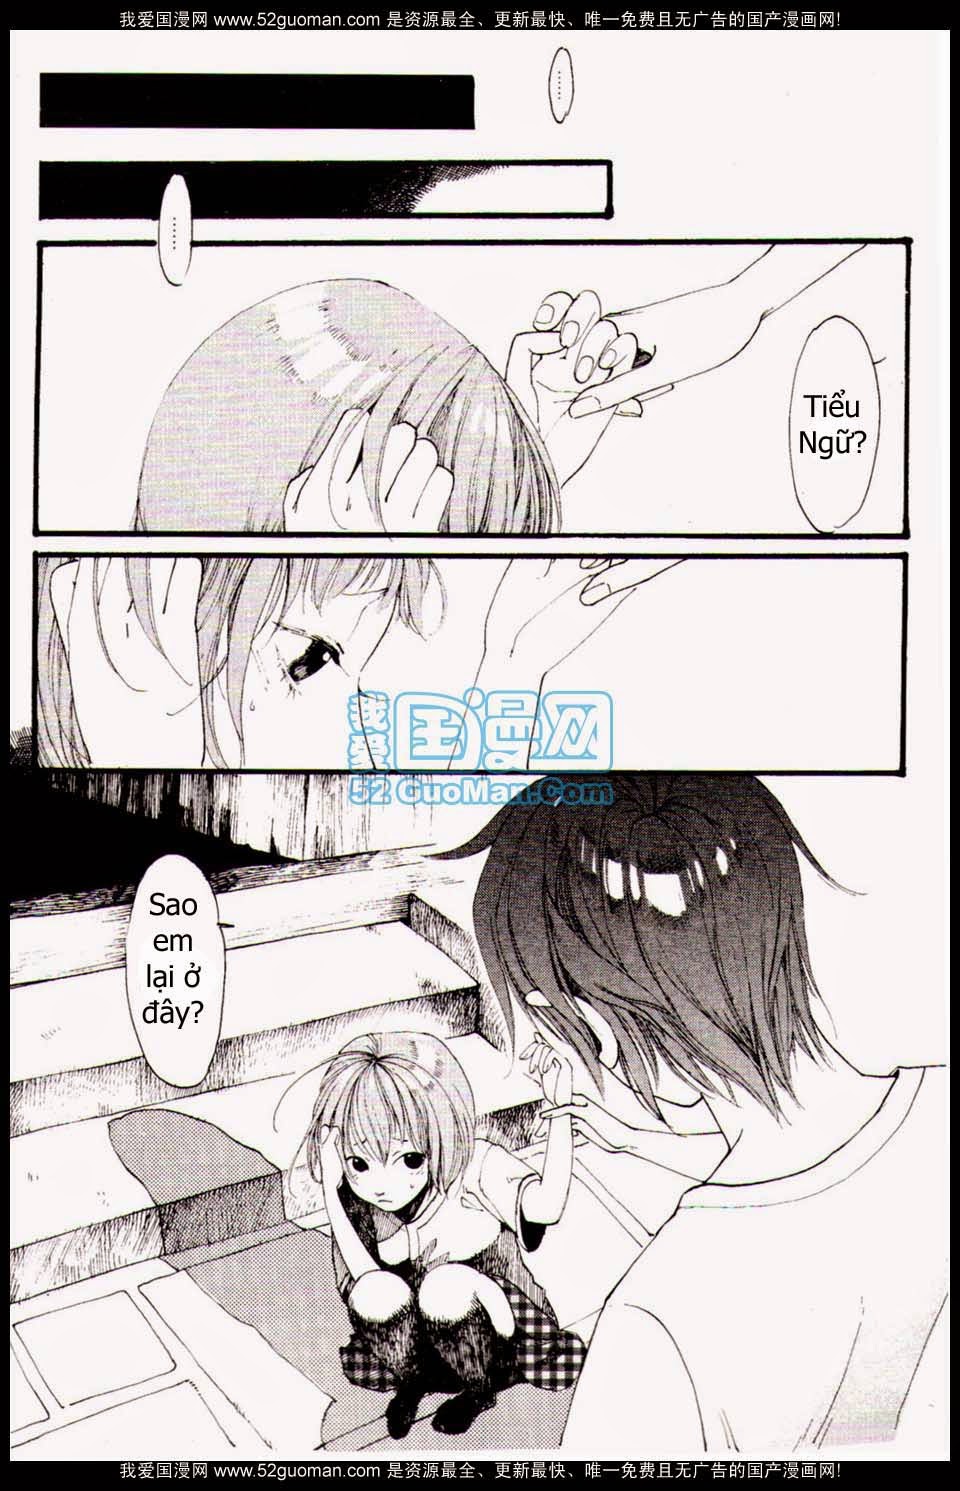 我爱国漫网 www.52guoman.com 是资源最全、更新最快、唯一免费且无广告的国产漫画网!
......
......
Tiểu
Ngữ?
我爱
国漫网
52 GuoMan.Com
Sao
em
lại ở
đây?
我爱国漫网 www.52guoman.com 是资源最全、更新最快、唯一免费且无广告的国产漫画网!